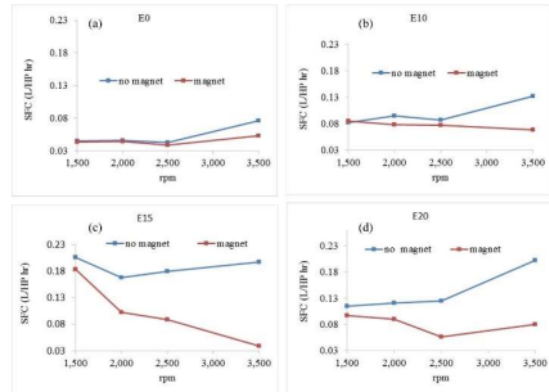 E0
(a)
0.23
0.18
0.13
0.08
0.03
SFC (L/HP hr)
no magnet
magnet
1,500 2,000 2,500 3,000 3,500
rpm
E10
(b)
0.23
0.18
0.13
0.08
0.03
SFC (L/HP hr)
no magnet
magnet
1,500 2,000 2,500 3,000 3,500
rpm
E15
(c)
0.23
0.18
0.13
0.08
0.03
SFC (L/HP hr)
no magnet
magnet
1,500 2,000 2,500 3,000 3,500
rpm
E20
(d)
0.23
0.18
0.13
0.08
0.03
SFC (L/HP hr)
no magnet
magnet
1,500 2,000 2,500 3,000 3,500
rpm